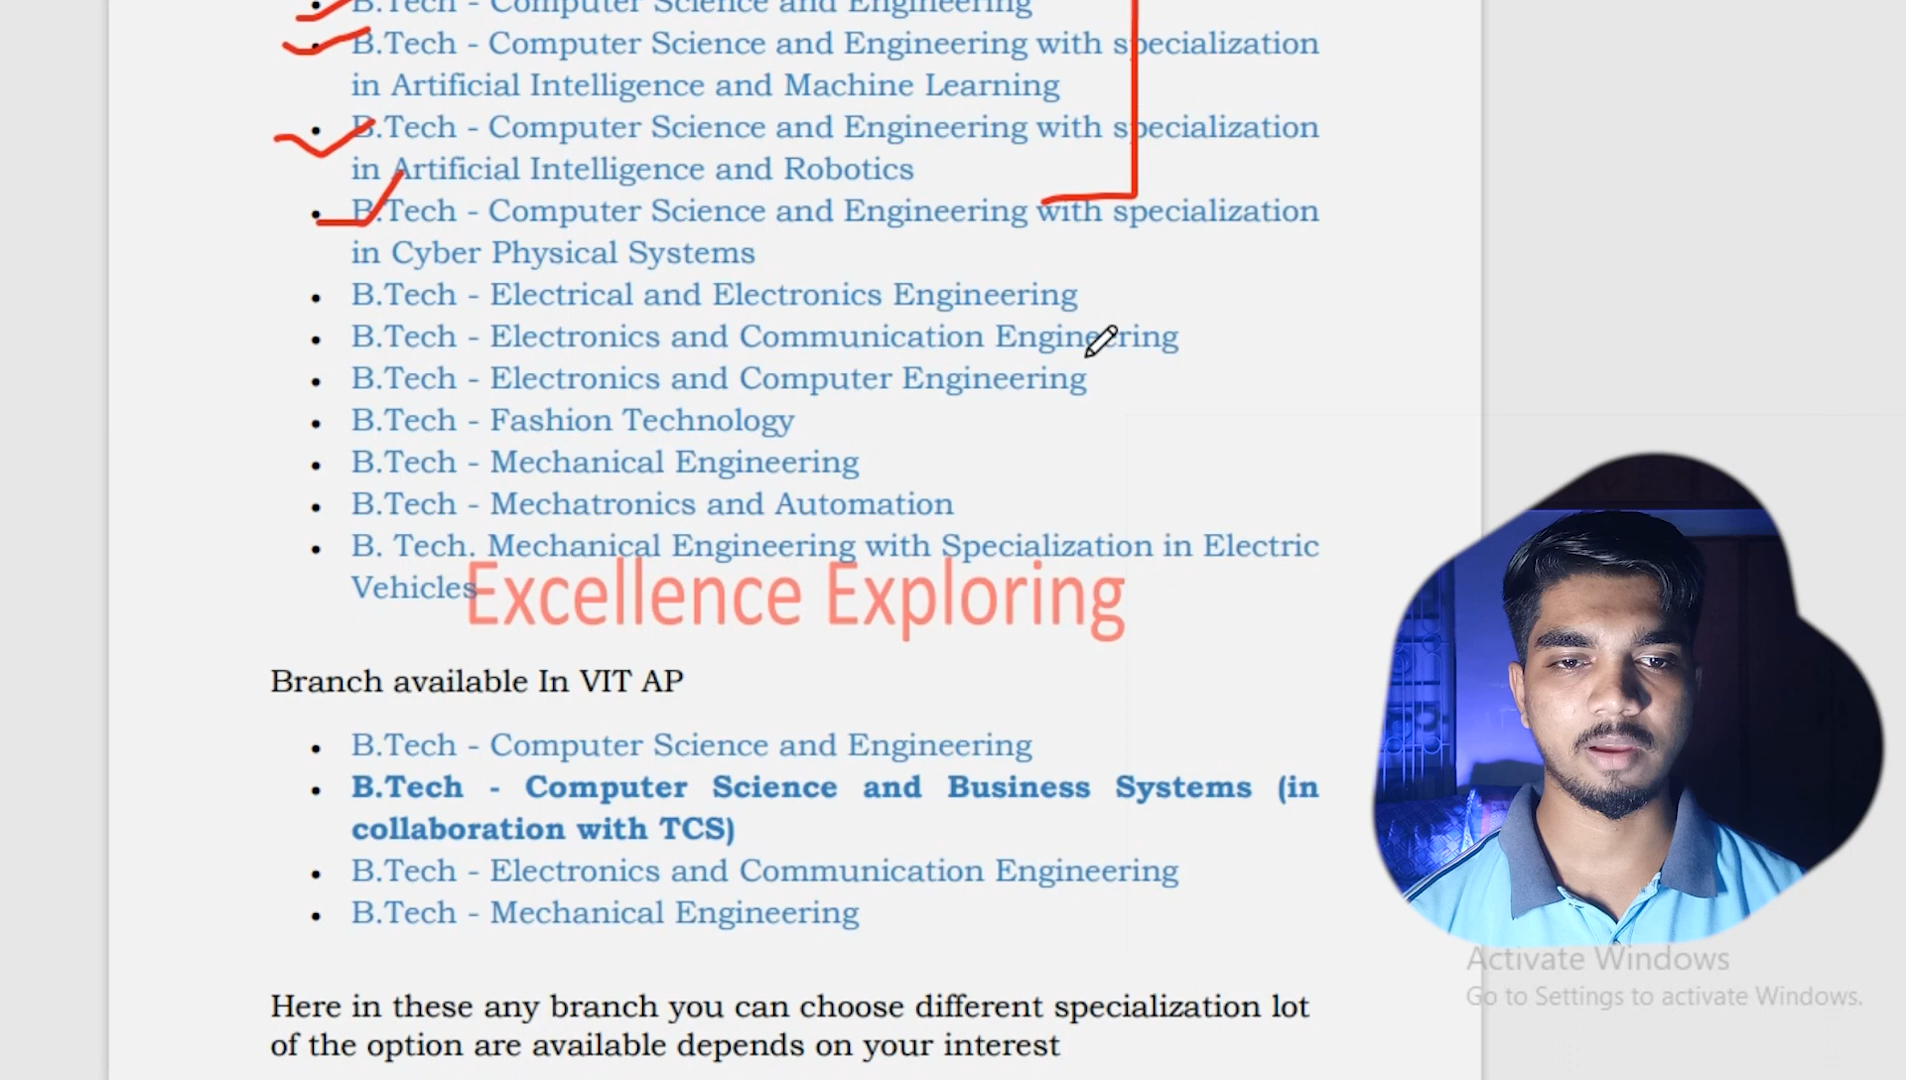 B.Tech - Computer Science and Engineering
B.Tech - Computer Science and Engineering with specialization
in Artificial Intelligence and Machine Learning
B.Tech - Computer Science and Engineering with specialization
in Artificial Intelligence and Robotics
B.Tech - Computer Science and Engineering with specialization
in Cyber Physical Systems
B.Tech - Electrical and Electronics Engineering
B.Tech - Electronics and Communication Engineering
B.Tech - Electronics and Computer Engineering
B.Tech - Fashion Technology
B.Tech - Mechanical Engineering
B.Tech - Mechatronics and Automation
B. Tech. Mechanical Engineering with Specialization in Electric
Vehicles
Excellence Exploring
Branch available In VIT AP
B.Tech - Computer Science and Engineering
B.Tech - Computer Science and Business Systems (in
collaboration with TCS)
B.Tech - Electronics and Communication Engineering
B.Tech - Mechanical Engineering
Activate Windows
Go to Settings to activate Windows.
Here in these any branch you can choose different specialization lot
of the option are available depends on your interest